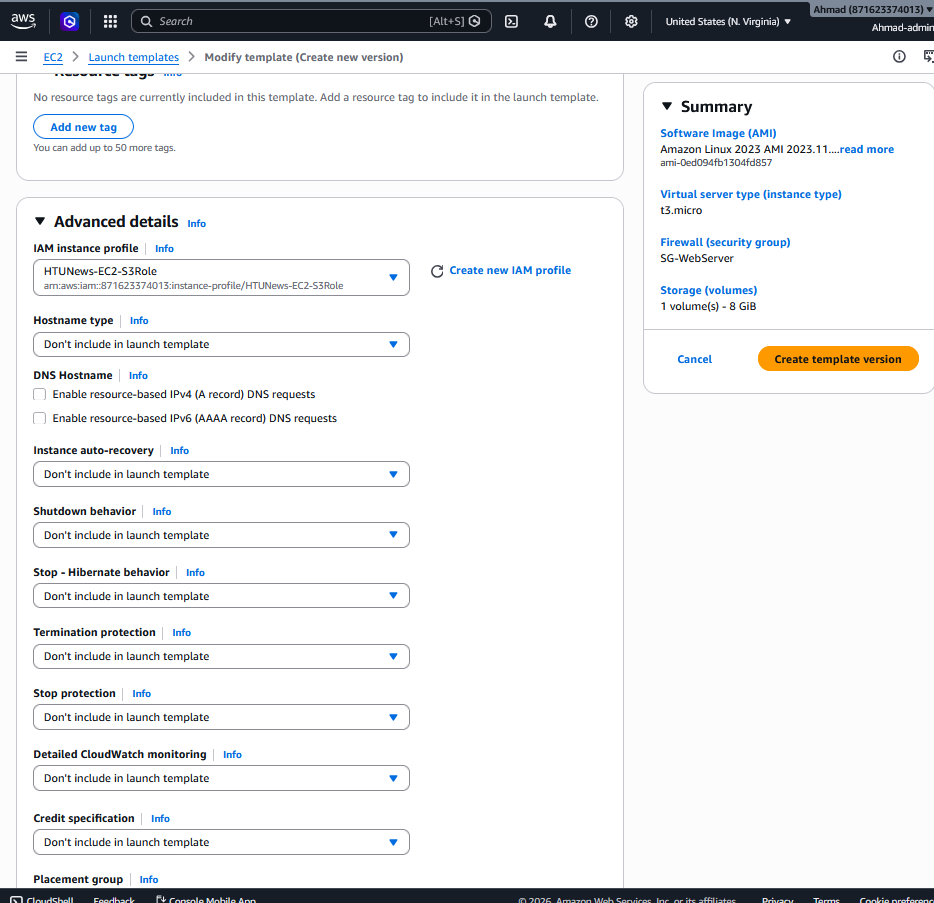 aws
Search
[Alt+S]
United States (N. Virginia)
Ahmad (871623374013)
Ahmad-admin
EC2 > Launch templates > Modify template (Create new version)
Resource tags Info
No resource tags are currently included in this template. Add a resource tag to include it in the launch template.
Add new tag
You can add up to 50 more tags.
Advanced details Info
IAM instance profile Info
HTUNews-EC2-S3Role
arn:aws:iam::871623374013:instance-profile/HTUNews-EC2-S3Role
Create new IAM profile
Hostname type Info
Don't include in launch template
DNS Hostname Info
Enable resource-based IPv4 (A record) DNS requests
Enable resource-based IPv6 (AAAA record) DNS requests
Instance auto-recovery Info
Don't include in launch template
Shutdown behavior Info
Don't include in launch template
Stop - Hibernate behavior Info
Don't include in launch template
Termination protection Info
Don't include in launch template
Stop protection Info
Don't include in launch template
Detailed CloudWatch monitoring Info
Don't include in launch template
Credit specification Info
Don't include in launch template
Placement group Info
Summary
Software Image (AMI)
Amazon Linux 2023 AMI 2023.11....read more
ami-0ed094fb1304fd857
Virtual server type (instance type)
t3.micro
Firewall (security group)
SG-WebServer
Storage (volumes)
1 volume(s) - 8 GiB
Cancel
Create template version
CloudShell Feedback Console Mobile App © 2026, Amazon Web Services, Inc. or its affiliates. Privacy Terms Cookie preferenc